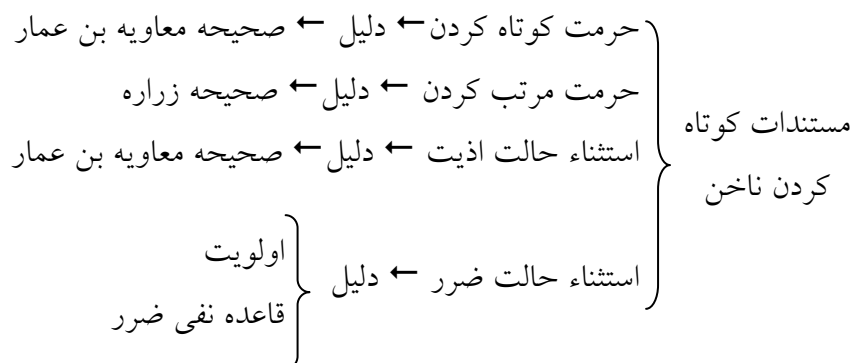 مستندات کوتاه
کردن ناخن
حرمت کوتاه کردن ← دلیل ← صحیحه معاویه بن عمار
حرمت مرتب کردن ← دلیل ← صحیحه زراره
استثناء حالت اذیت ← دلیل ← صحیحه معاویه بن عمار
استثناء حالت ضرر ← دلیل
اولویت
قاعده نفی ضرر